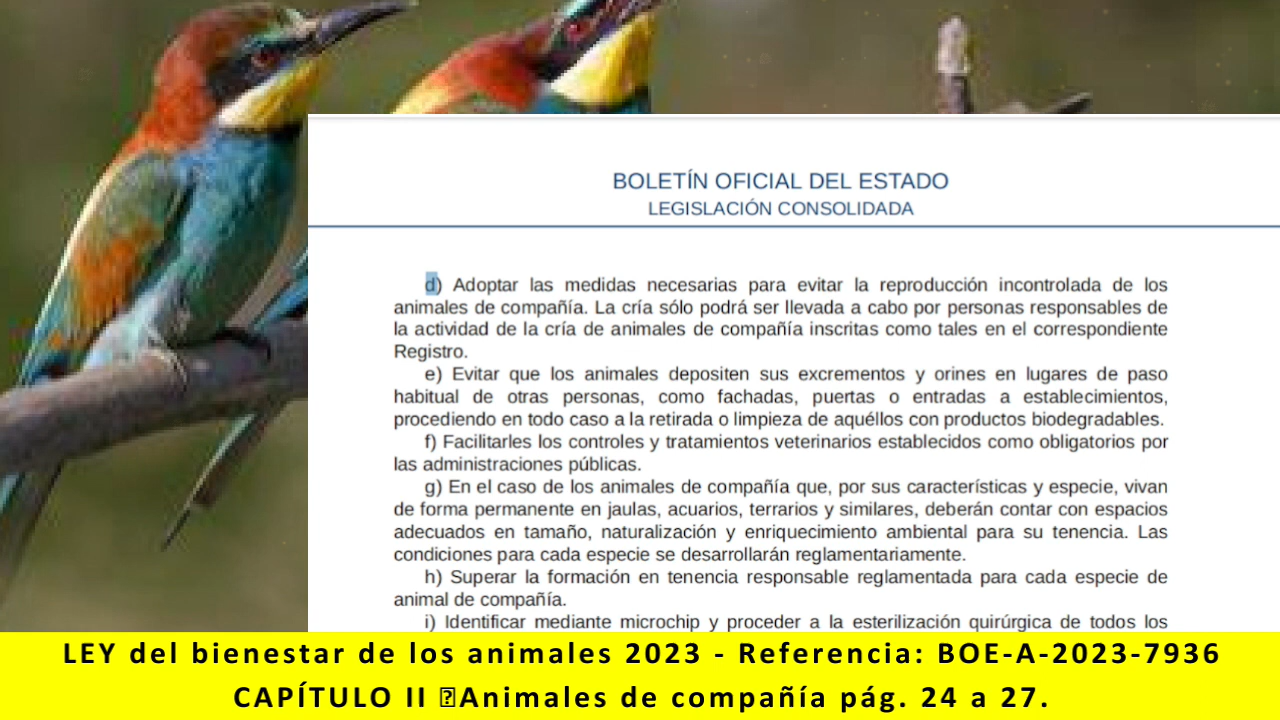 BOLETÍN OFICIAL DEL ESTADO
LEGISLACIÓN CONSOLIDADA
d) Adoptar las medidas necesarias para evitar la reproducción incontrolada de los
animales de compañía. La cría sólo podrá ser llevada a cabo por personas responsables de
la actividad de la cría de animales de compañía inscritas como tales en el correspondiente
Registro.
e) Evitar que los animales depositen sus excrementos y orines en lugares de paso
habitual de otras personas, como fachadas, puertas o entradas a establecimientos,
procediendo en todo caso a la retirada o limpieza de aquéllos con productos biodegradables.
f) Facilitarles los controles y tratamientos veterinarios establecidos como obligatorios por
las administraciones públicas.
g) En el caso de los animales de compañía que, por sus características y especie, vivan
de forma permanente en jaulas, acuarios, terrarios y similares, deberán contar con espacios
adecuados en tamaño, naturalización y enriquecimiento ambiental para su tenencia. Las
condiciones para cada especie se desarrollarán reglamentariamente.
h) Superar la formación en tenencia responsable reglamentada para cada especie de
animal de compañía.
i) Identificar mediante microchip y proceder a la esterilización quirúrgica de todos los
LEY del bienestar de los animales 2023 - Referencia: BOE-A-2023-7936
CAPÍTULO II Animales de compañía pág. 24 a 27.